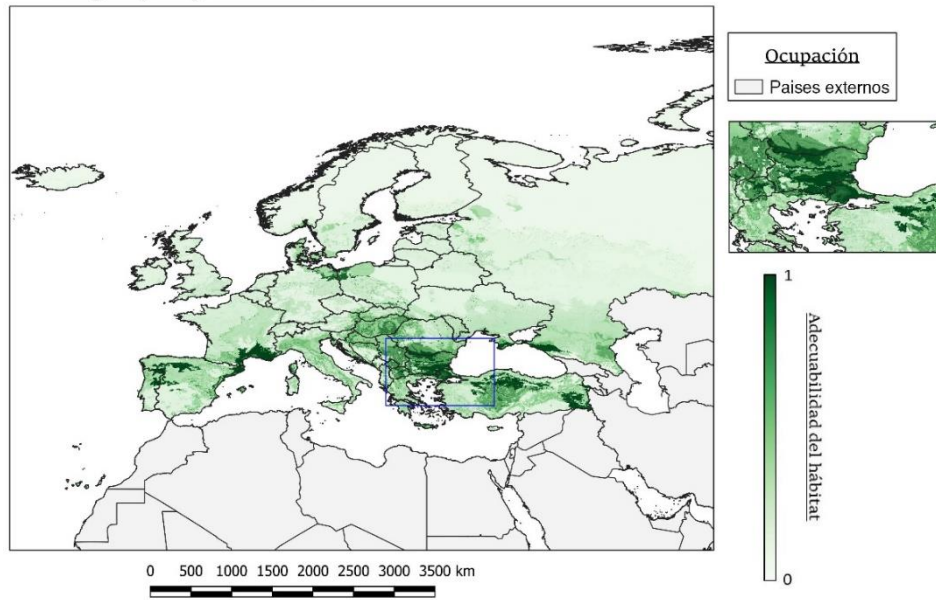 Ocupación
Paises externos
1
Adecuabilidad del hábitat
0
0 500 1000 1500 2000 2500 3000 3500 km